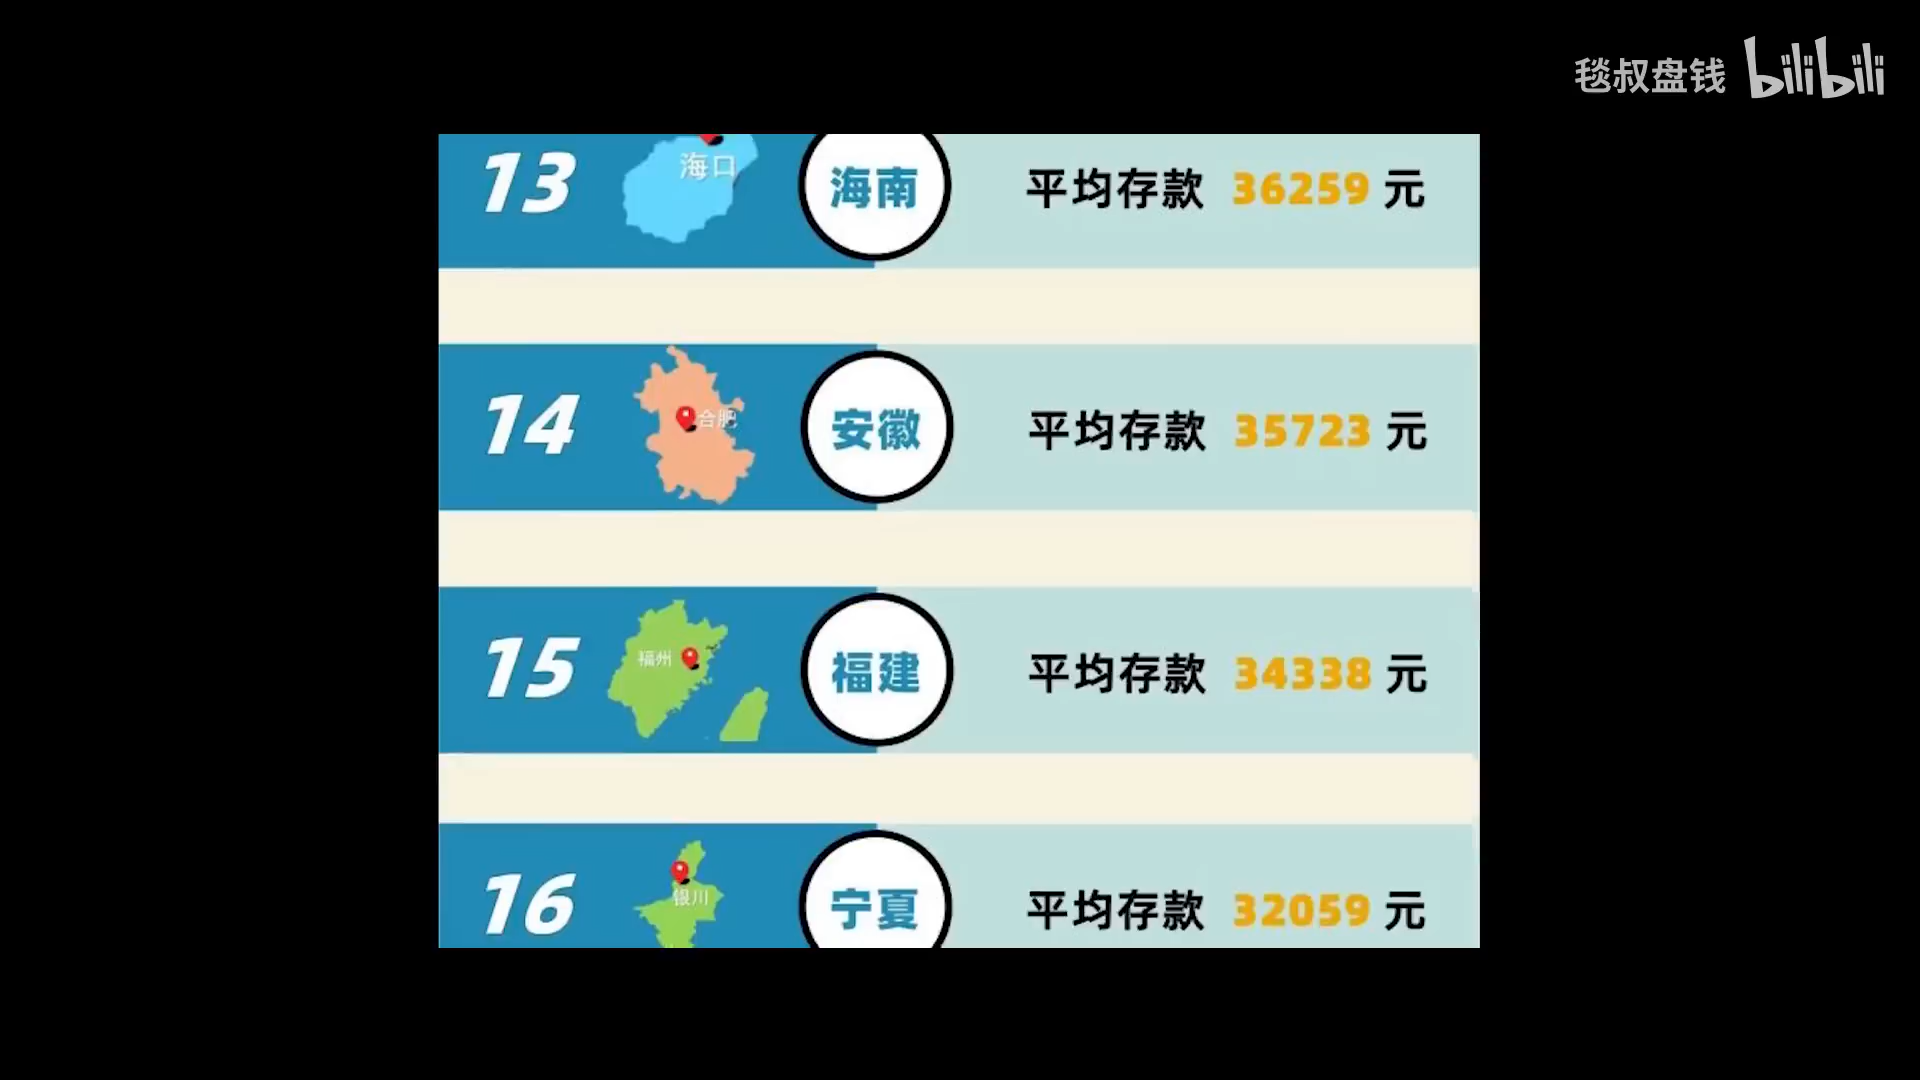 毯叔盘钱 bilibili
13 海口 海南 平均存款 36259 元
14 合肥 安徽 平均存款 35723 元
15 福州 福建 平均存款 34338 元
16 银川 宁夏 平均存款 32059 元